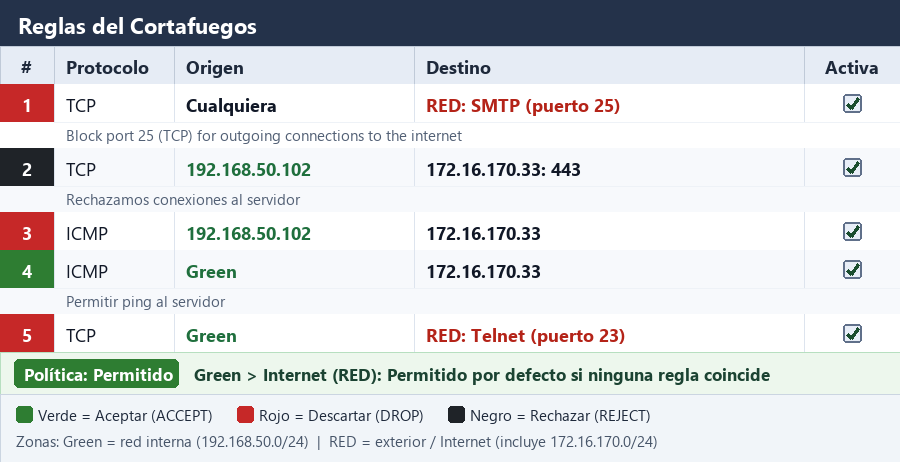 Reglas del Cortafuegos
# Protocolo Origen Destino Activa
1 TCP Cualquiera RED: SMTP (puerto 25)
Block port 25 (TCP) for outgoing connections to the internet
2 TCP 192.168.50.102 172.16.170.33: 443
Rechazamos conexiones al servidor
3 ICMP 192.168.50.102 172.16.170.33
4 ICMP Green 172.16.170.33
Permitir ping al servidor
5 TCP Green RED: Telnet (puerto 23)
Política: Permitido Green > Internet (RED): Permitido por defecto si ninguna regla coincide
Verde = Aceptar (ACCEPT) Rojo = Descartar (DROP) Negro = Rechazar (REJECT)
Zonas: Green = red interna (192.168.50.0/24) | RED = exterior / Internet (incluye 172.16.170.0/24)